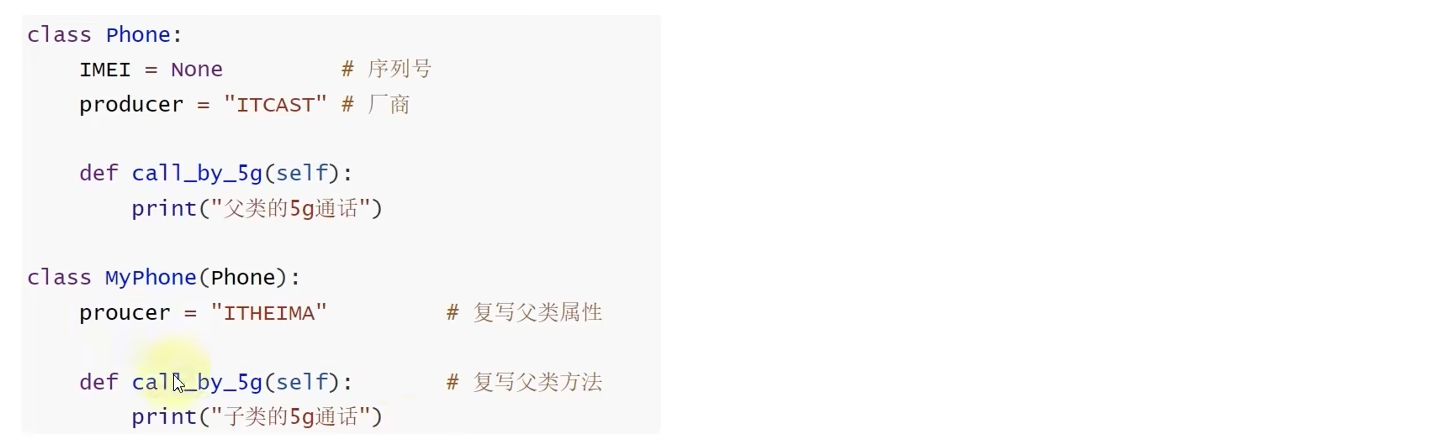 class Phone:
    IMEI = None         # 序列号
    producer = "ITCAST" # 厂商
    def call_by_5g(self):
        print("父类的5g通话")
class MyPhone(Phone):
    proucer = "ITHEIMA"         # 复写父类属性
    def call_by_5g(self):       # 复写父类方法
        print("子类的5g通话")